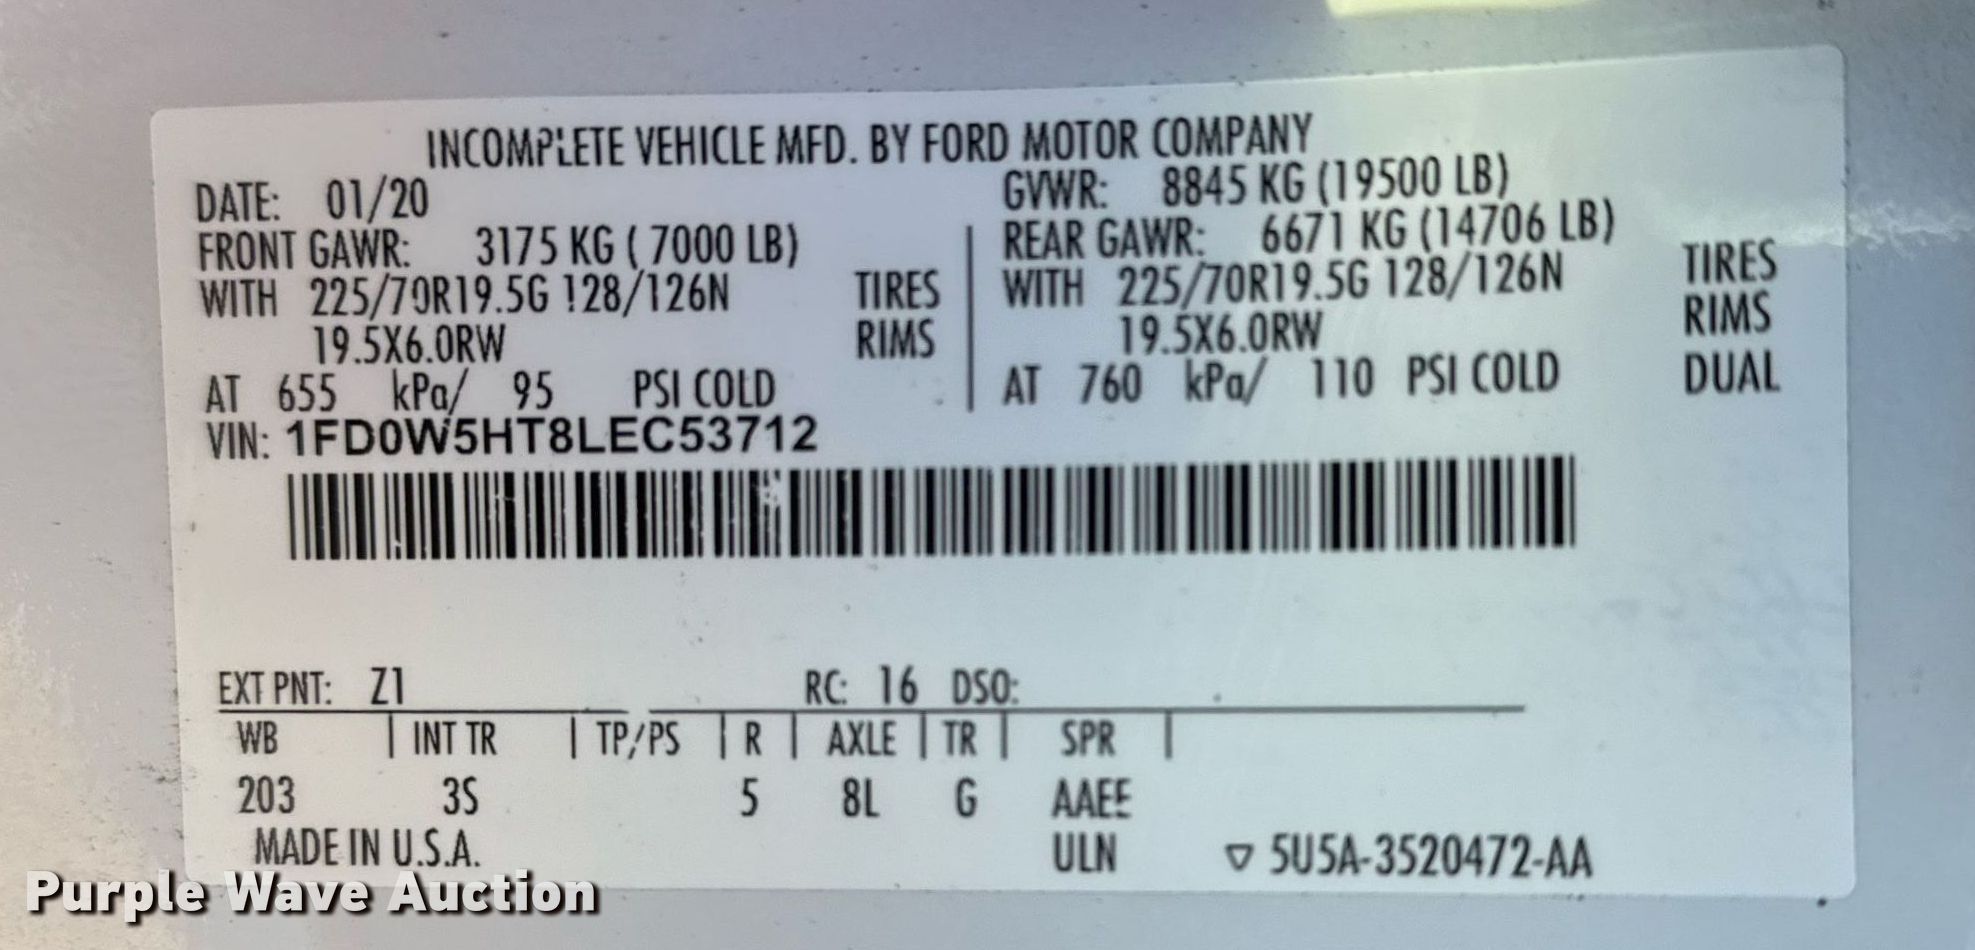 INCOMPLETE VEHICLE MFD. BY FORD MOTOR COMPANY
DATE: 01/20 GVWR: 8845 KG (19500 LB)
FRONT GAWR: 3175 KG ( 7000 LB) REAR GAWR: 6671 KG (14706 LB)
WITH 225/70R19.5G 128/126N TIRES WITH 225/70R19.5G 128/126N TIRES
19.5X6.0RW RIMS 19.5X6.0RW RIMS
AT 655 kPa/ 95 PSI COLD AT 760 kPa/ 110 PSI COLD DUAL
VIN: 1FD0W5HT8LEC53712
EXT PNT: Z1 RC: 16 DSO:
WB | INT TR | TP/PS | R | AXLE | TR | SPR |
203 3S 5 8L G AAEE
MADE IN U.S.A. ULN ▽ 5U5A-3520472-AA
Purple Wave Auction